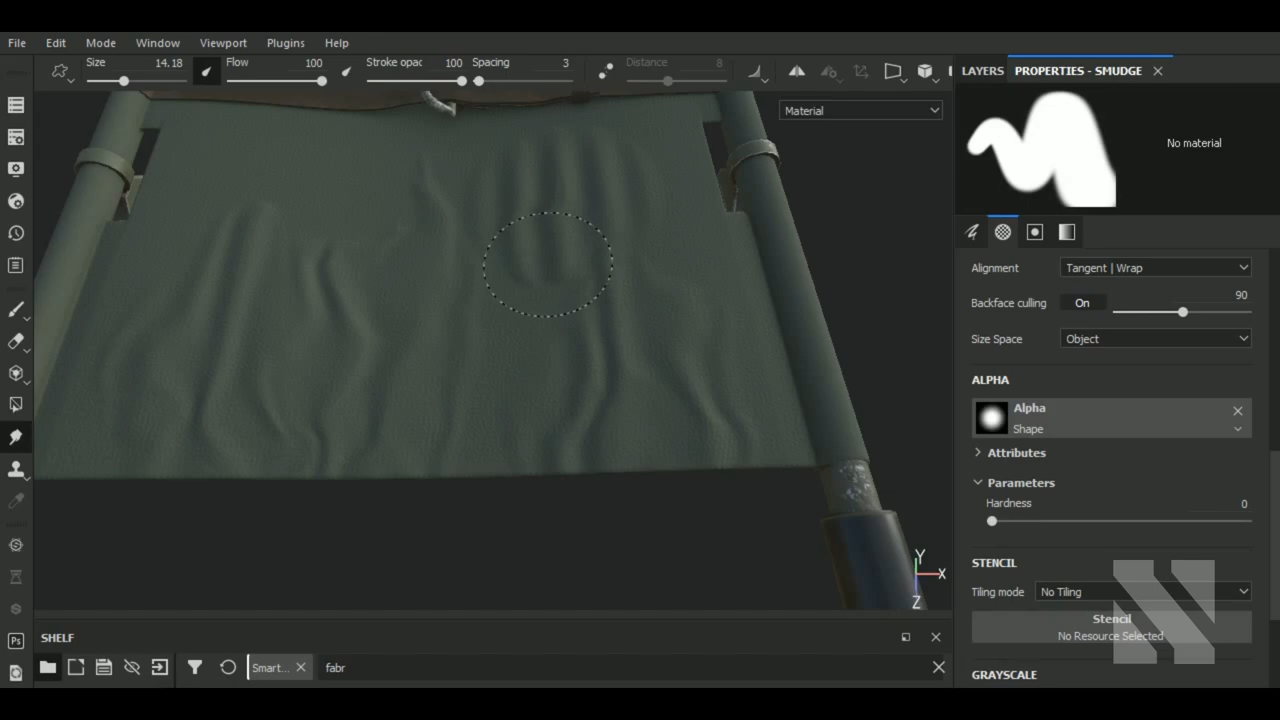 File Edit Mode Window Viewport Plugins Help
Size 14.18 Flow 100 Stroke opac 100 Spacing 3 Distance 8
LAYERS PROPERTIES - SMUDGE
Material
No material
Alignment Tangent | Wrap
Backface culling On 90
Size Space Object
ALPHA
Alpha
Shape
Attributes
Parameters
Hardness 0
STENCIL
Tiling mode No Tiling
Stencil
No Resource Selected
GRAYSCALE
Y
X
Z
SHELF
Ps
Smart... fabr